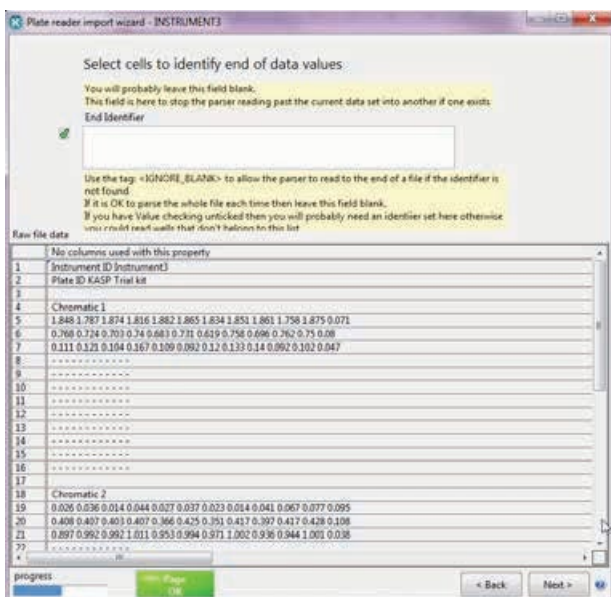 Plate reader import wizard - INSTRUMENT3
Select cells to identify end of data values
You will probably leave this field blank.
This field is here to stop the parser reading past the current data set into another if one exists
End Identifier
Use the tag: <IGNORE_BLANK> to allow the parser to read to the end of a file if the identifier is
not found
If it is OK to parse the whole file each time then leave this field blank.
If you have Value checking unticked then you will probably need an identiier set here otherwise
you could read wells that don't belong to this list
Raw file data
No columns used with this property
1 Instrument ID Instrument3
2 Plate ID KASP Trial kit
3
4 Chromatic 1
5 1.848 1.787 1.874 1.816 1.882 1.865 1.834 1.851 1.861 1.758 1.875 0.071
6 0.768 0.724 0.703 0.74 0.683 0.731 0.619 0.758 0.696 0.762 0.75 0.08
7 0.111 0.121 0.104 0.167 0.109 0.092 0.12 0.133 0.14 0.092 0.102 0.047
8 - - - - - - - - - - - -
9 - - - - - - - - - - - -
10 - - - - - - - - - - - -
11 - - - - - - - - - - - -
12 - - - - - - - - - - - -
13 - - - - - - - - - - - -
14 - - - - - - - - - - - -
15 - - - - - - - - - - - -
16 - - - - - - - - - - - -
17
18 Chromatic 2
19 0.026 0.036 0.014 0.044 0.027 0.037 0.023 0.014 0.041 0.067 0.077 0.095
20 0.408 0.407 0.403 0.407 0.366 0.425 0.351 0.417 0.397 0.417 0.428 0.108
21 0.897 0.992 0.992 1.011 0.953 0.994 0.971 1.002 0.936 0.944 1.001 0.038
22 - - - - - - - - - - - -
progress
Page
OK
< Back
Next >